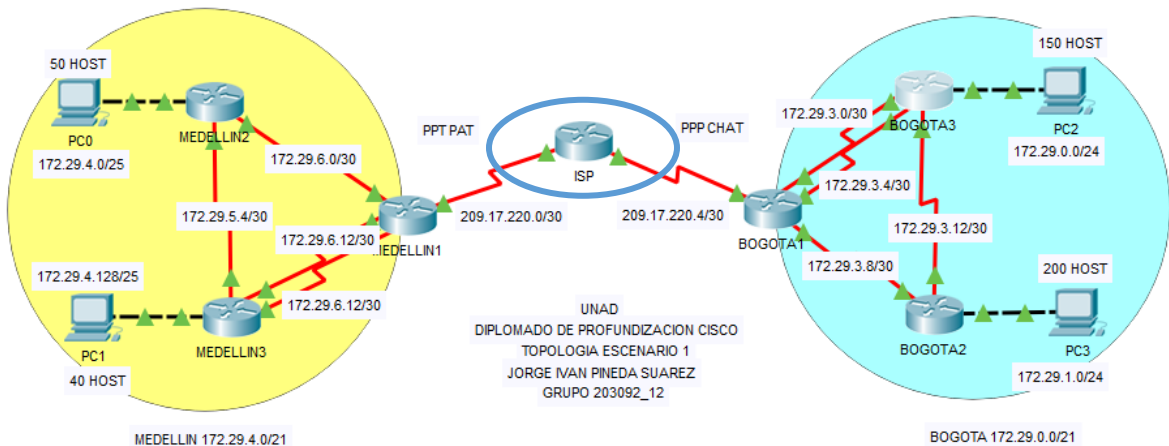 50 HOST
PC0
172.29.4.0/25
MEDELLIN2
172.29.6.0/30
172.29.5.4/30
172.29.6.12/30
172.29.6.12/30
172.29.4.128/25
PC1
40 HOST
MEDELLIN3
MEDELLIN1
MEDELLIN 172.29.4.0/21
PPT PAT
ISP
PPP CHAT
209.17.220.0/30
209.17.220.4/30
UNAD
DIPLOMADO DE PROFUNDIZACION CISCO
TOPOLOGIA ESCENARIO 1
JORGE IVAN PINEDA SUAREZ
GRUPO 203092_12
150 HOST
172.29.3.0/30
BOGOTA3
PC2
172.29.0.0/24
172.29.3.4/30
BOGOTA1
172.29.3.12/30
172.29.3.8/30
200 HOST
BOGOTA2
PC3
172.29.1.0/24
BOGOTA 172.29.0.0/21